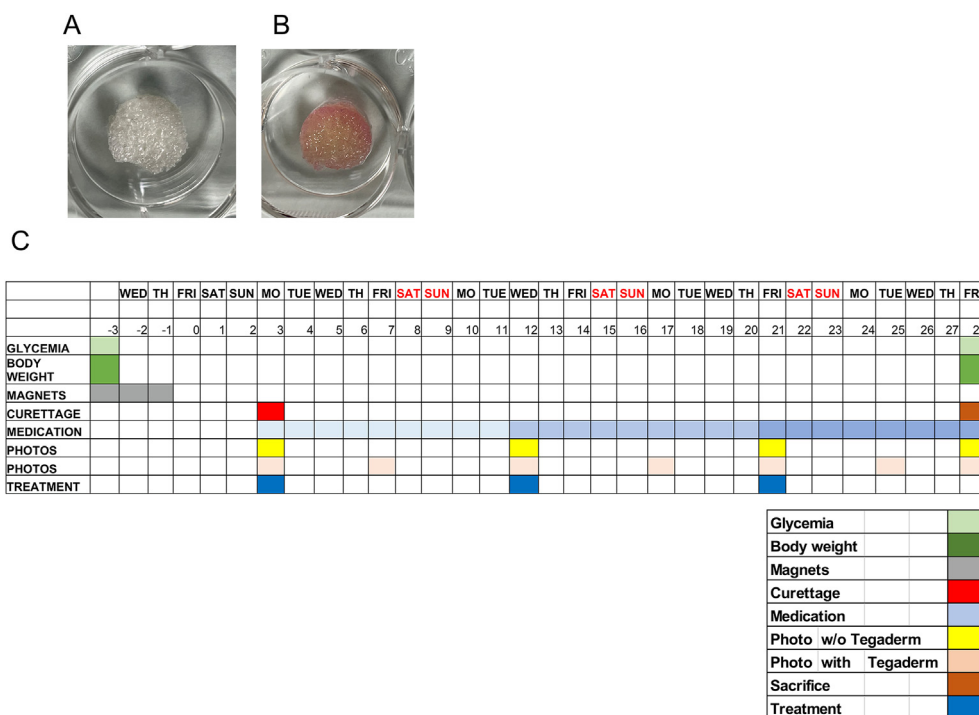 A B
C
WED TH FRI SAT SUN MO TUE WED TH FRI SAT SUN MO TUE WED TH FRI SAT SUN MO TUE WED TH FRI SAT SUN MO TUE WED TH FR
-3 -2 -1 0 1 2 3 4 5 6 7 8 9 10 11 12 13 14 15 16 17 18 19 20 21 22 23 24 25 26 27 2
GLYCEMIA
BODY
WEIGHT
MAGNETS
CURETTAGE
MEDICATION
PHOTOS
PHOTOS
TREATMENT
Glycemia
Body weight
Magnets
Curettage
Medication
Photo w/o Tegaderm
Photo with Tegaderm
Sacrifice
Treatment